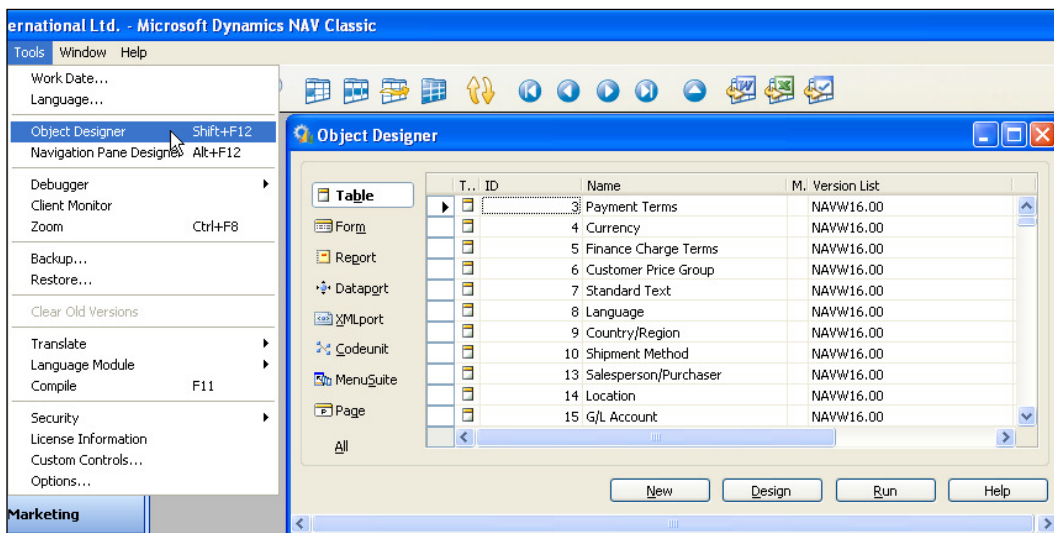 ernational Ltd. - Microsoft Dynamics NAV Classic
Tools Window Help
Work Date...
Language...
Object Designer Shift+F12
Navigation Pane Designer Alt+F12
Debugger
Client Monitor
Zoom Ctrl+F8
Backup...
Restore...
Clear Old Versions
Translate
Language Module
Compile F11
Security
License Information
Custom Controls...
Options...
Marketing
Object Designer
Table
Form
Report
Dataport
XMLport
Codeunit
MenuSuite
Page
All
T.. ID Name M. Version List
3 Payment Terms NAVW16.00
4 Currency NAVW16.00
5 Finance Charge Terms NAVW16.00
6 Customer Price Group NAVW16.00
7 Standard Text NAVW16.00
8 Language NAVW16.00
9 Country/Region NAVW16.00
10 Shipment Method NAVW16.00
13 Salesperson/Purchaser NAVW16.00
14 Location NAVW16.00
15 G/L Account NAVW16.00
New Design Run Help